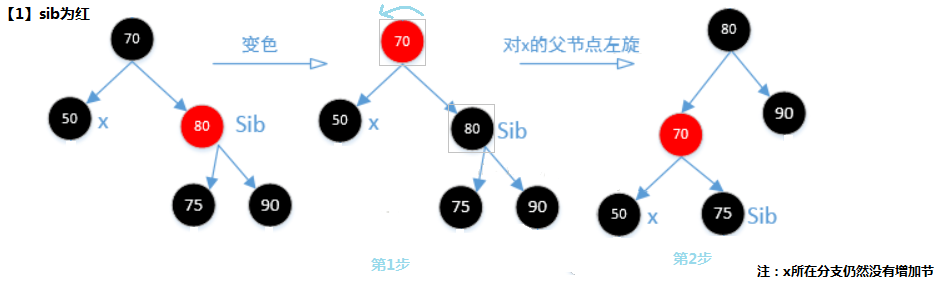 【1】sib为红
70
变色
70
对x的父节点左旋
80
50
x
80
Sib
50
x
80
Sib
70
90
75
90
75
90
50
x
75
Sib
第1步
第2步
注：x所在分支仍然没有增加节